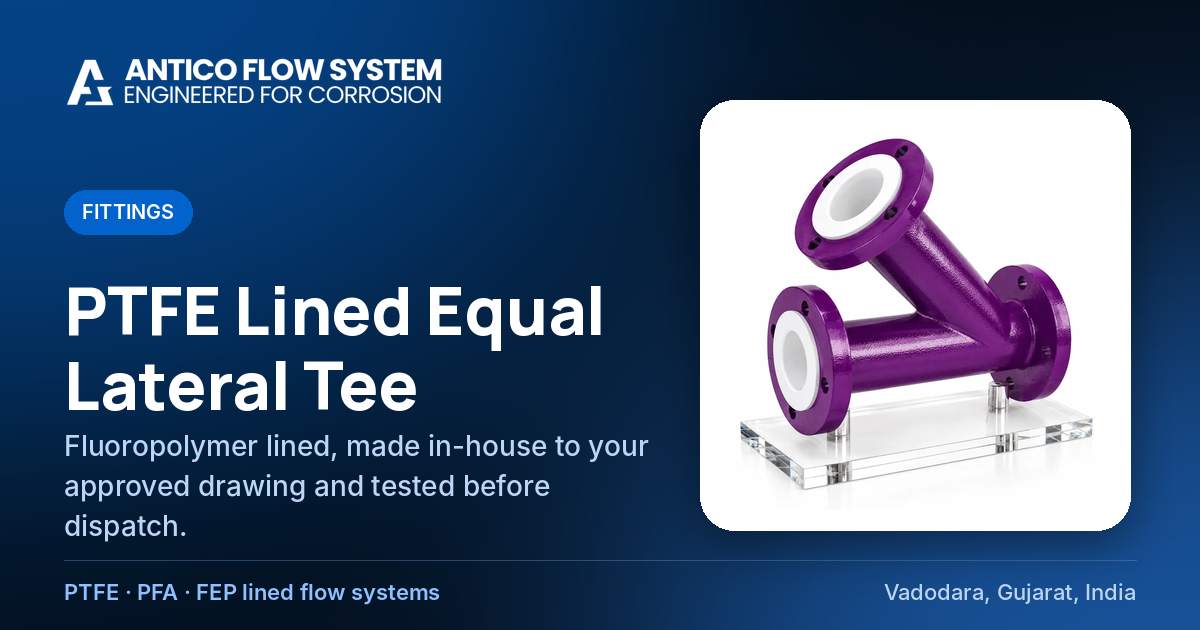 ANTICO FLOW SYSTEM
ENGINEERED FOR CORROSION
FITTINGS
PTFE Lined Equal
Lateral Tee
Fluoropolymer lined, made in-house to your
approved drawing and tested before
dispatch.
PTFE · PFA · FEP lined flow systems
Vadodara, Gujarat, India